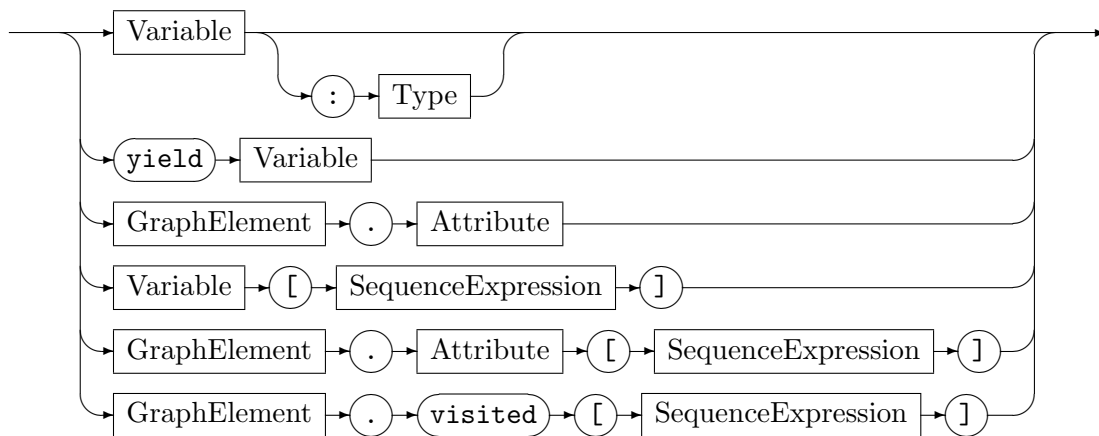 Variable
: Type
yield Variable
GraphElement . Attribute
Variable [ SequenceExpression ]
GraphElement . Attribute [ SequenceExpression ]
GraphElement . visited [ SequenceExpression ]